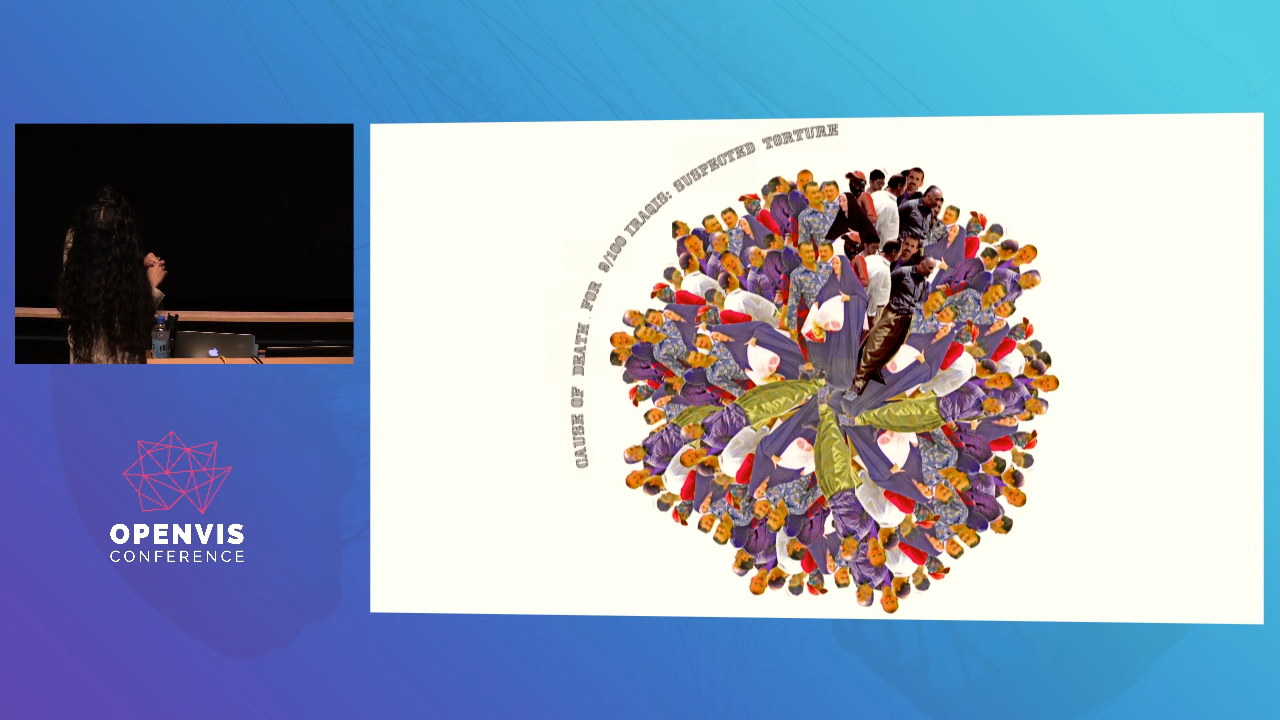 CAUSE OF DEATH FOR 9/100 IRAQIS: SUSPECTED TORTURE
OPENVIS
CONFERENCE